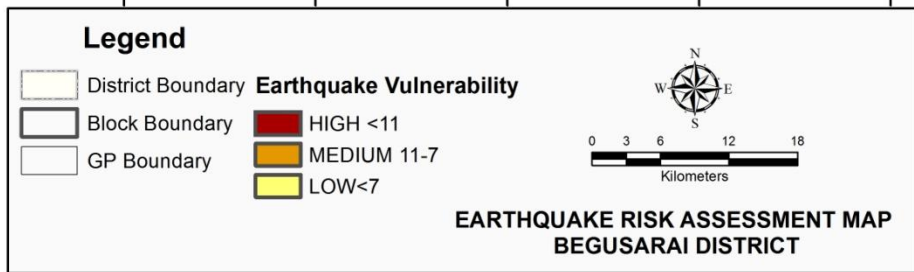 Legend
District Boundary
Block Boundary
GP Boundary
Earthquake Vulnerability
HIGH <11
MEDIUM 11-7
LOW<7
N
W E
S
0 3 6 12 18
Kilometers
EARTHQUAKE RISK ASSESSMENT MAP
BEGUSARAI DISTRICT